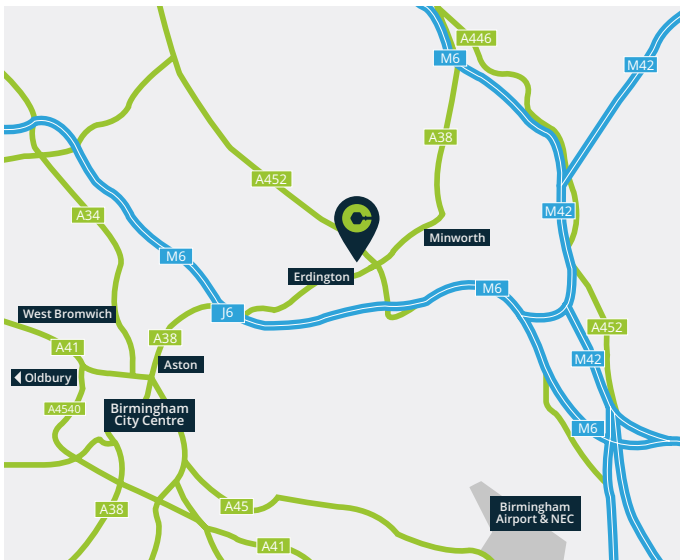 A446
M6
M42
A38
A452
M42
A34
Minworth
M6
Erdington
M6
West Bromwich
J6
A452
A38
A41
M42
Aston
Oldbury
A4540
Birmingham
City Centre
M6
A38
A45
Birmingham
Airport & NEC
A41